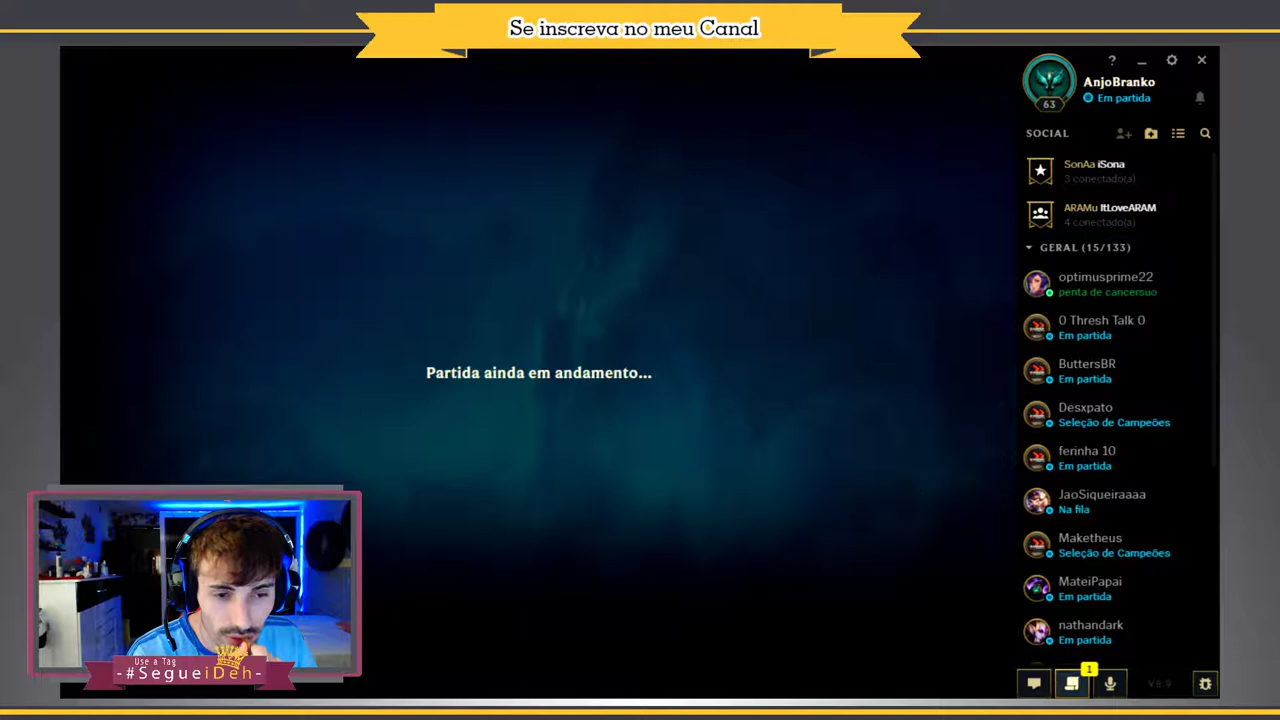 Se inscreva no meu Canal
AnjoBranko
Em partida
63
SOCIAL
SonAa iSona
3 conectado(a)
ARAMu ItLoveARAM
4 conectado(a)
GERAL (15/133)
optimusprime22
penta de cancersuo
0 Thresh Talk 0
Em partida
ButtersBR
Em partida
Desxpato
Seleção de Campeões
ferinha 10
Em partida
JaoSiqueiraaaa
Na fila
Maketheus
Seleção de Campeões
MateiPapai
Em partida
nathandark
Em partida
1
V8.9
Partida ainda em andamento...
Use a Tag
-#SegueiDeh-